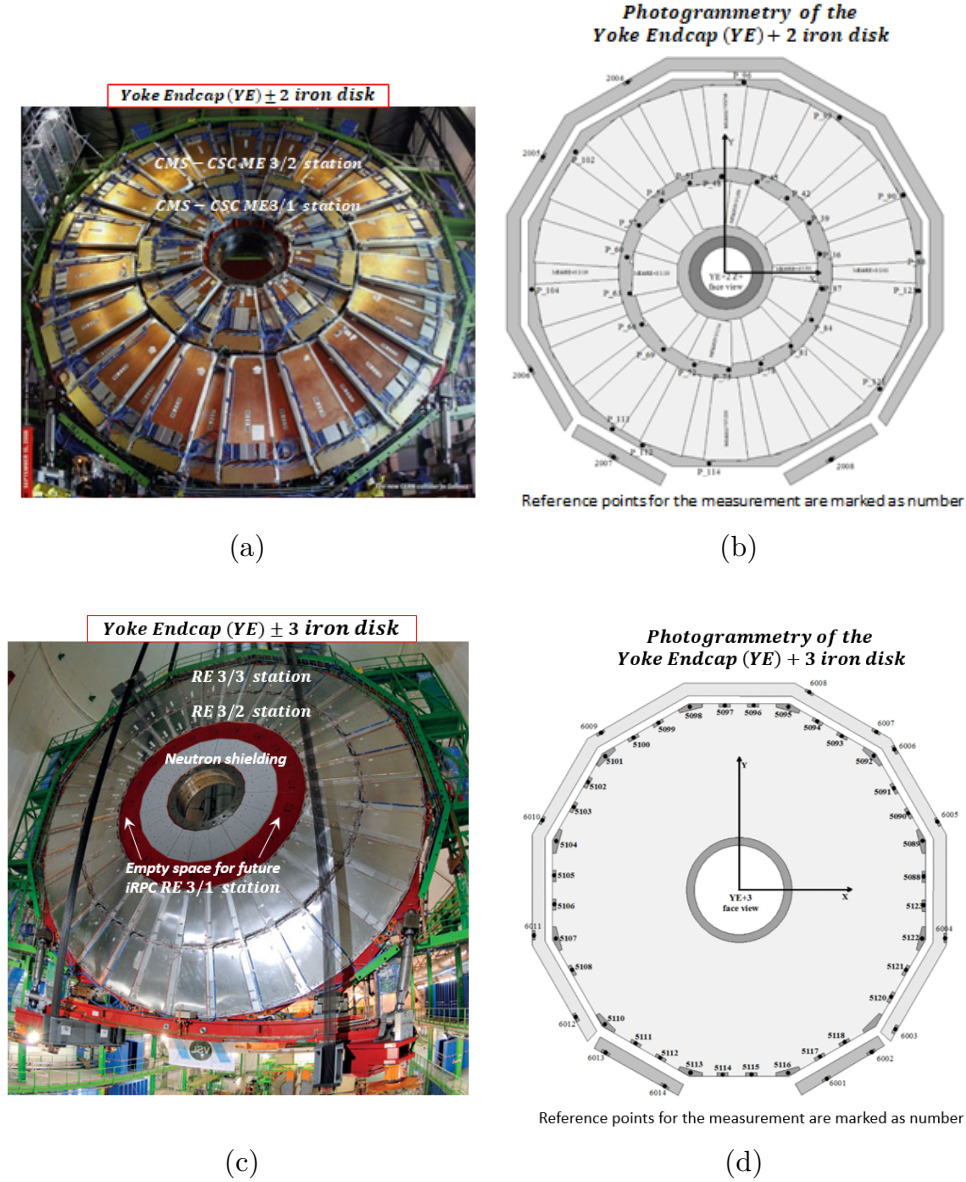 Photogrammetry of the
Yoke Endcap (YE) + 2 iron disk
Yoke Endcap (YE) ± 2 iron disk
CMS − CSC ME 3/2 station
CMS − CSC ME3/1 station
SEPTEMBER 10, 2008
2004
P_96
2005
P_102
Y
P_51
P_42
P_39
P_90
P_36
P_60
P_63
P_104
YE+2 Z+
face view
X
P_87
P_84
P_121
P_69
P_81
2006
P_111
P_112
P_114
2007
2008
Reference points for the measurement are marked as number
(a)
(b)
Yoke Endcap (YE) ± 3 iron disk
RE 3/3 station
RE 3/2 station
Neutron shielding
Empty space for future
iRPC RE 3/1 station
Photogrammetry of the
Yoke Endcap (YE) + 3 iron disk
6008
5098
5097
5096
5095
6009
5099
5094
6007
5100
5093
6006
5101
Y
5092
5102
5091
5103
5090
6005
6010
5104
5089
5105
5088
YE+3
face view
X
5106
5123
6011
5107
5122
6004
5108
5121
5120
6012
5110
6003
5111
5118
6013
5112
5117
6002
5113
5114
5115
5116
6014
6001
Reference points for the measurement are marked as number
(c)
(d)